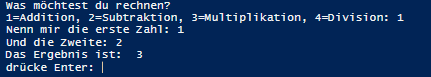 Was möchtest du rechnen?
1=Addition, 2=Subtraktion, 3=Multiplikation, 4=Division: 1
Nenn mir die erste Zahl: 1
Und die Zweite: 2
Das Ergebnis ist:  3
drücke Enter: